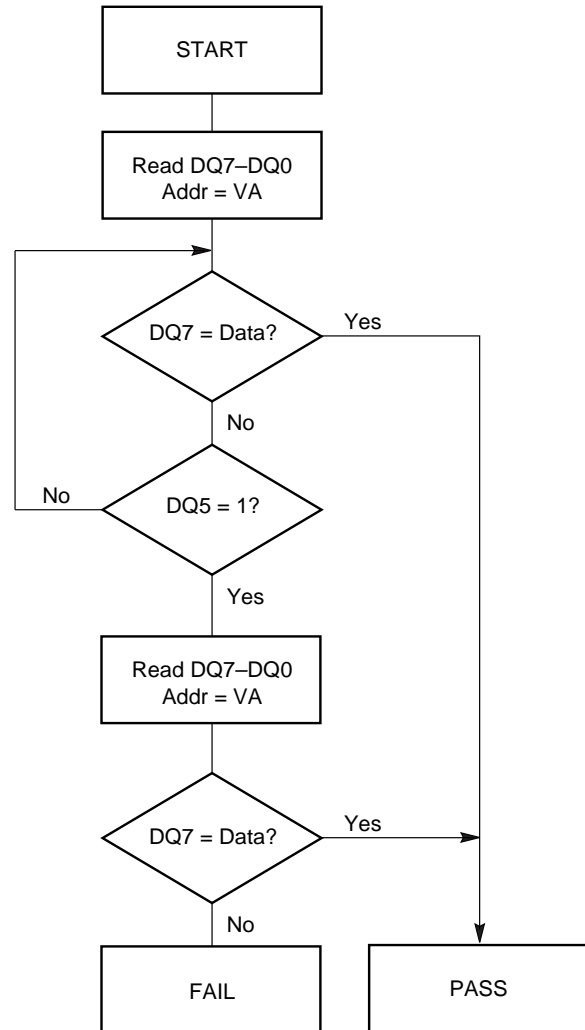 START
Read DQ7–DQ0
Addr = VA
DQ7 = Data?
Yes
No
DQ5 = 1?
No
Yes
Read DQ7–DQ0
Addr = VA
DQ7 = Data?
Yes
No
FAIL
PASS